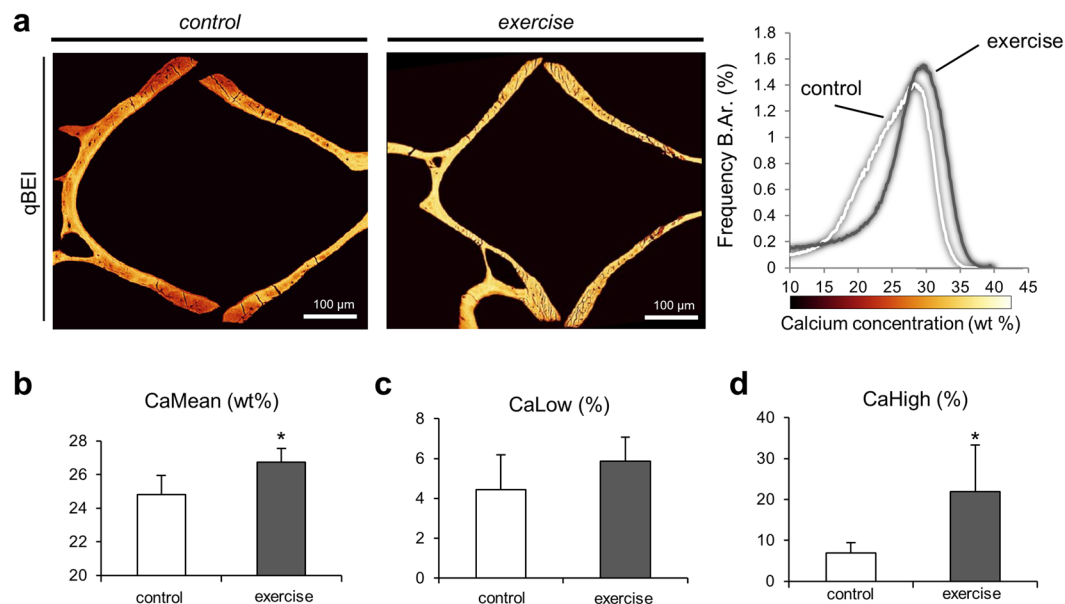 a
control
exercise
qBEI
100 µm
100 µm
Frequency B.Ar. (%)
1.8
1.6
1.4
1.2
1
0.8
0.6
0.4
0.2
0
control
exercise
10 15 20 25 30 35 40 45
Calcium concentration (wt %)
b
CaMean (wt%)
28
26
24
22
20
*
control exercise
c
CaLow (%)
8
6
4
2
0
control exercise
d
CaHigh (%)
40
30
20
10
0
*
control exercise